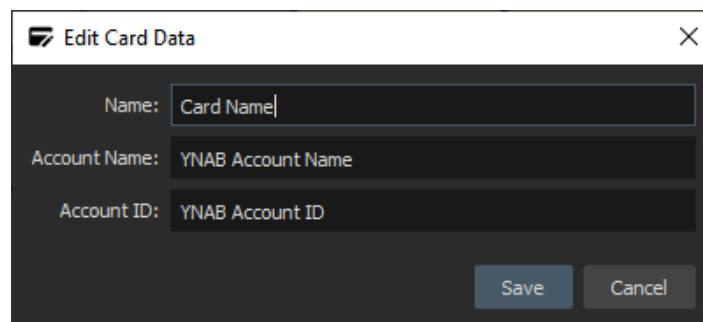 Edit Card Data
Name: Card Name
Account Name: YNAB Account Name
Account ID: YNAB Account ID
Save Cancel